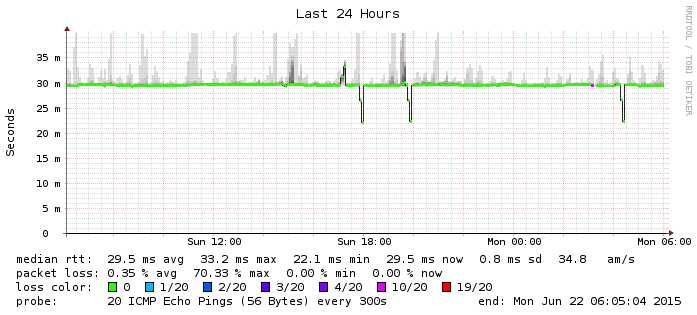 Last 24 Hours
RRDTOOL / TOBI OETIKER
Seconds
35 m
30 m
25 m
20 m
15 m
10 m
5 m
0
Sun 12:00 Sun 18:00 Mon 00:00 Mon 06:00
median rtt: 29.5 ms avg 33.2 ms max 22.1 ms min 29.5 ms now 0.8 ms sd 34.8 am/s
packet loss: 0.35 % avg 70.33 % max 0.00 % min 0.00 % now
loss color: 0 1/20 2/20 3/20 4/20 10/20 19/20
probe: 20 ICMP Echo Pings (56 Bytes) every 300s end: Mon Jun 22 06:05:04 2015